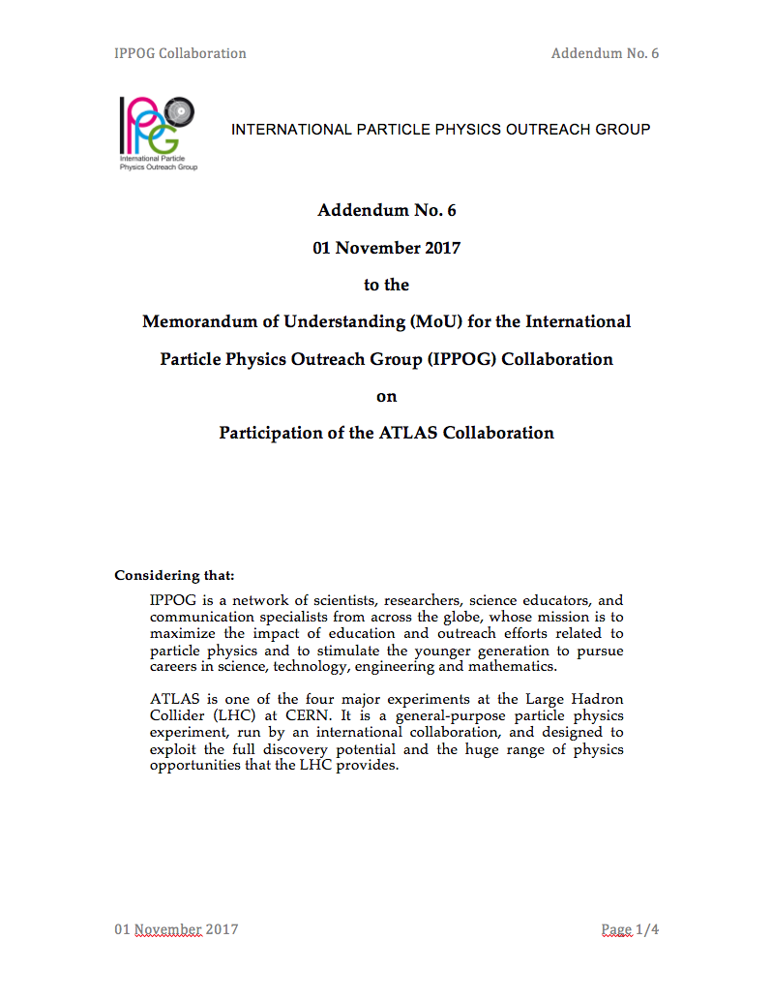 IPPOG Collaboration Addendum No. 6
IPPOG
International Particle
Physics Outreach Group
INTERNATIONAL PARTICLE PHYSICS OUTREACH GROUP
Addendum No. 6
01 November 2017
to the
Memorandum of Understanding (MoU) for the International
Particle Physics Outreach Group (IPPOG) Collaboration
on
Participation of the ATLAS Collaboration
Considering that:
IPPOG is a network of scientists, researchers, science educators, and
communication specialists from across the globe, whose mission is to
maximize the impact of education and outreach efforts related to
particle physics and to stimulate the younger generation to pursue
careers in science, technology, engineering and mathematics.
ATLAS is one of the four major experiments at the Large Hadron
Collider (LHC) at CERN. It is a general-purpose particle physics
experiment, run by an international collaboration, and designed to
exploit the full discovery potential and the huge range of physics
opportunities that the LHC provides.
01 November 2017 Page 1/4